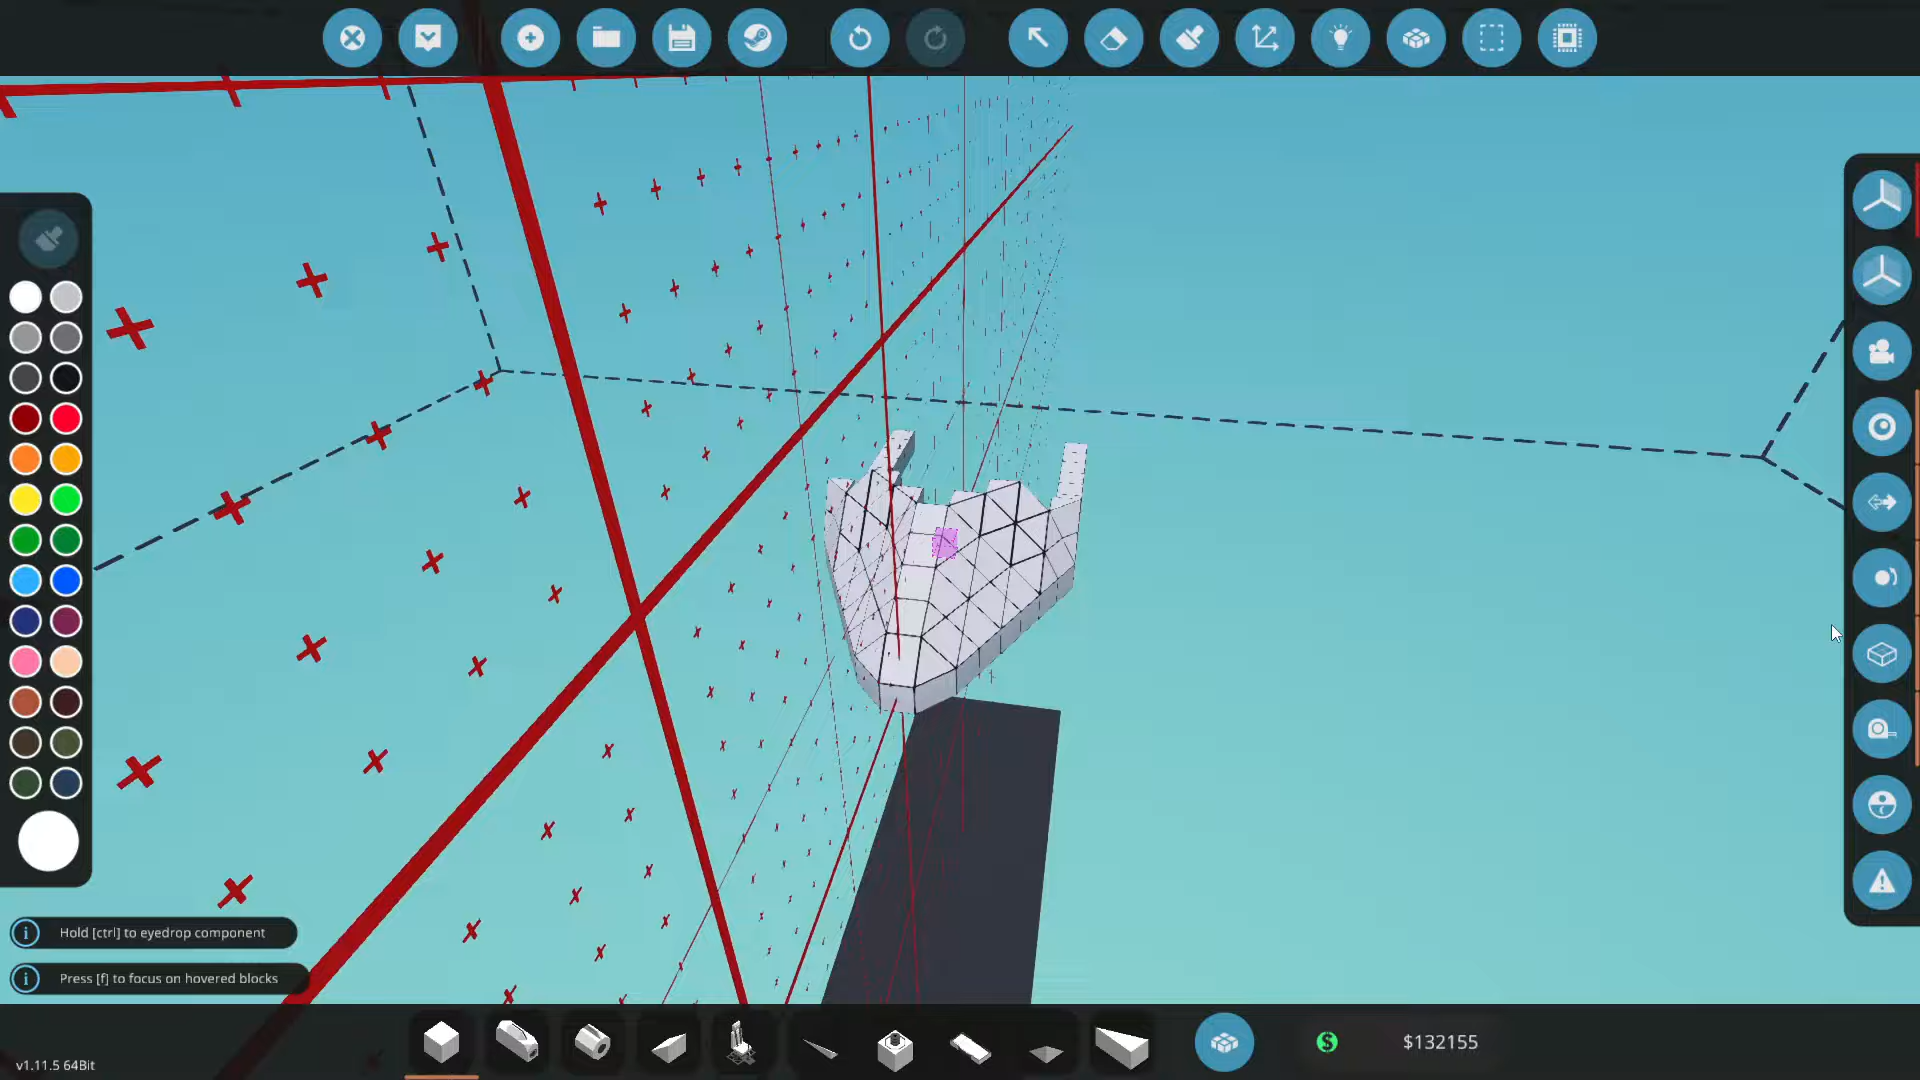 Hold [ctrl] to eyedrop component
Press [f] to focus on hovered blocks
$ $132155
v1.11.5 64Bit